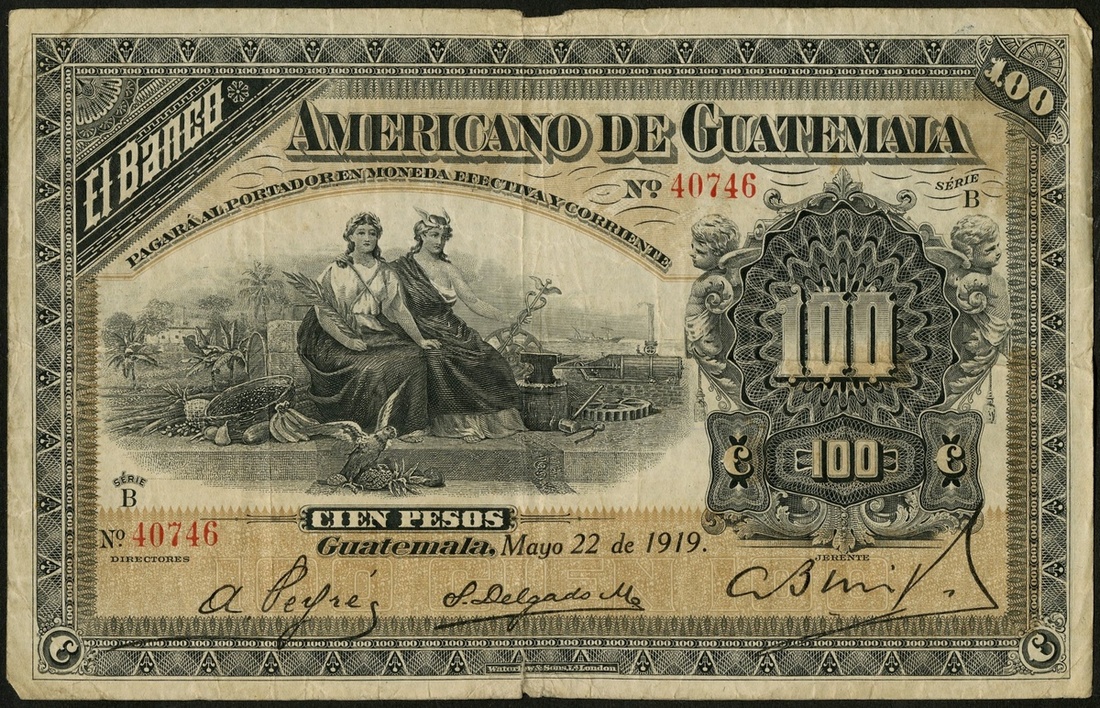 100
El Banco
AMERICANO DE GUATEMALA
PAGARÁ AL PORTADOR EN MONEDA EFECTIVA Y CORRIENTE
Nº 40746
SÉRIE
B
100
100
C C
SÉRIE
B
CIEN PESOS
Nº 40746
Guatemala, Mayo 22 de 1919.
DIRECTORES
JERENTE
S. Delgado M.
C C
Waterlow & Sons, Ld. London